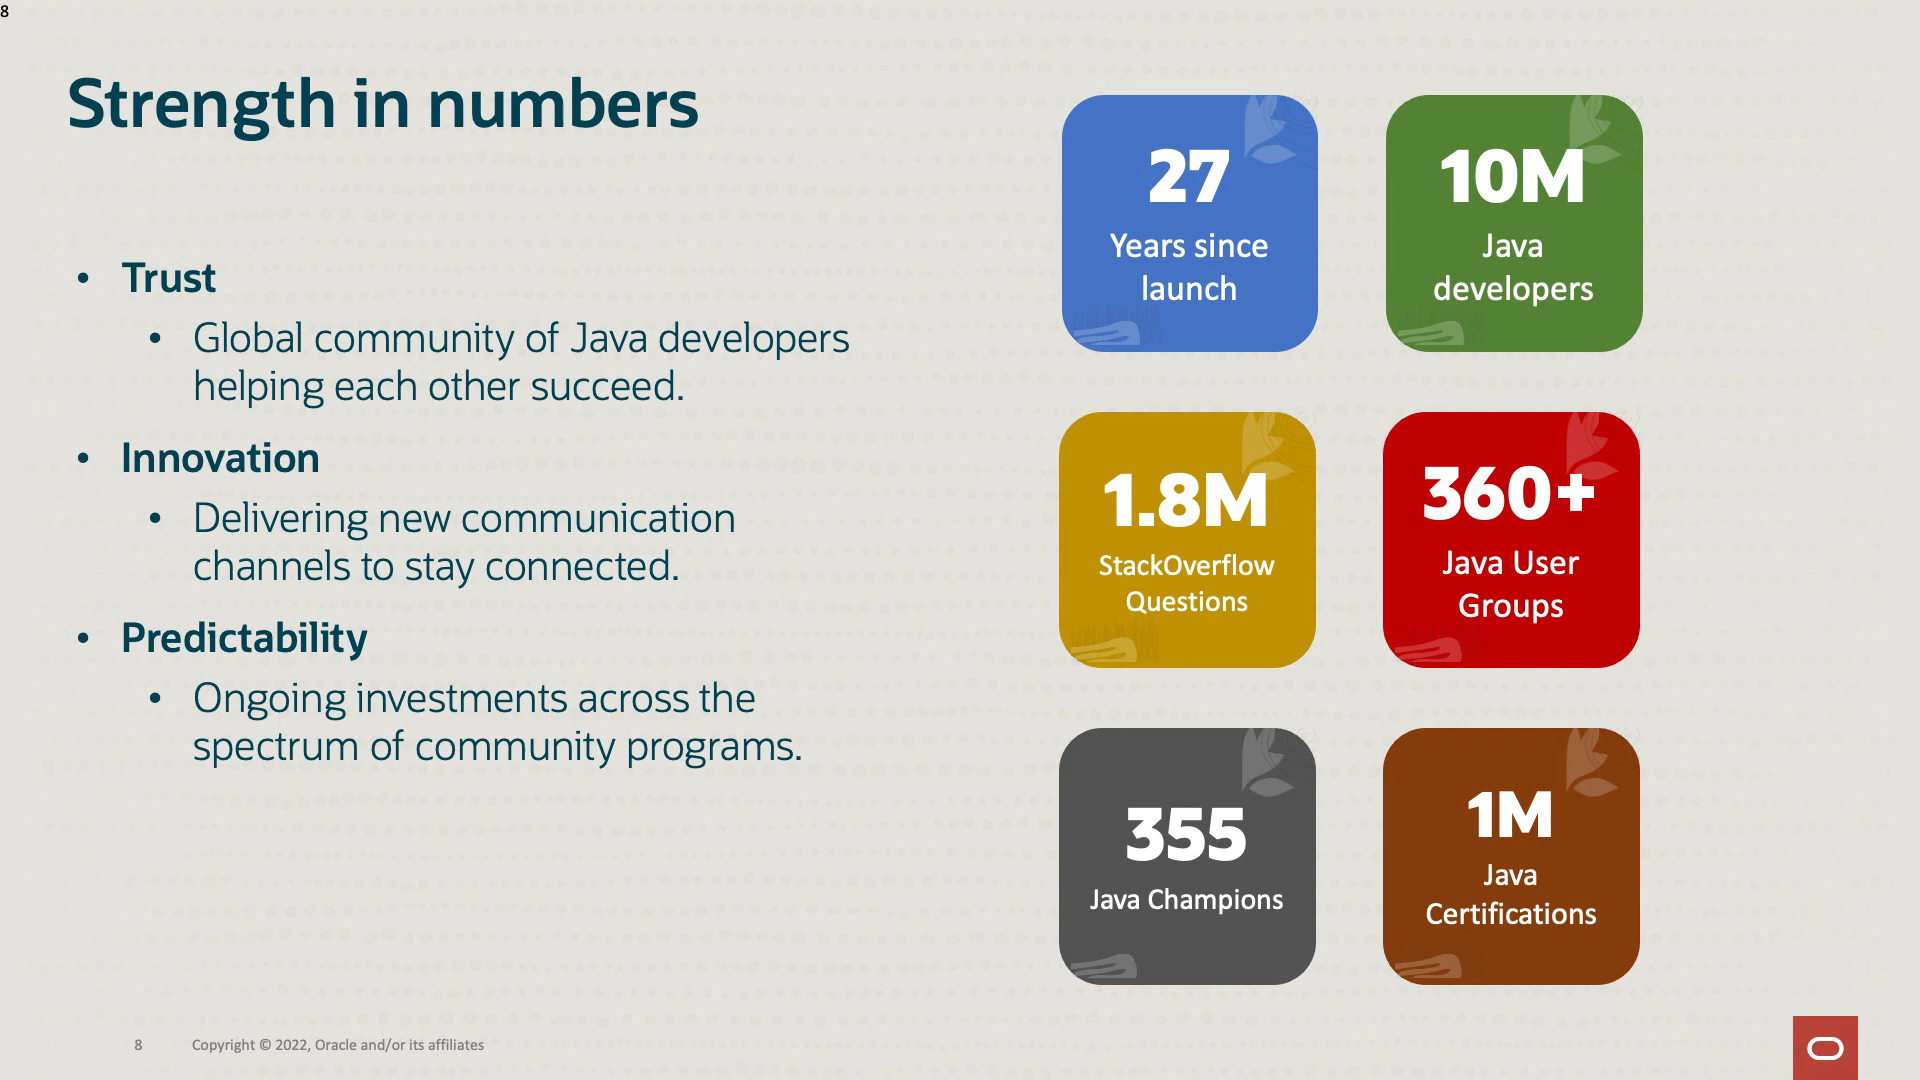 8
Strength in numbers
• Trust
• Global community of Java developers
helping each other succeed.
• Innovation
• Delivering new communication
channels to stay connected.
• Predictability
• Ongoing investments across the
spectrum of community programs.
27
Years since
launch
10M
Java
developers
1.8M
StackOverflow
Questions
360+
Java User
Groups
355
Java Champions
1M
Java
Certifications
8
Copyright © 2022, Oracle and/or its affiliates